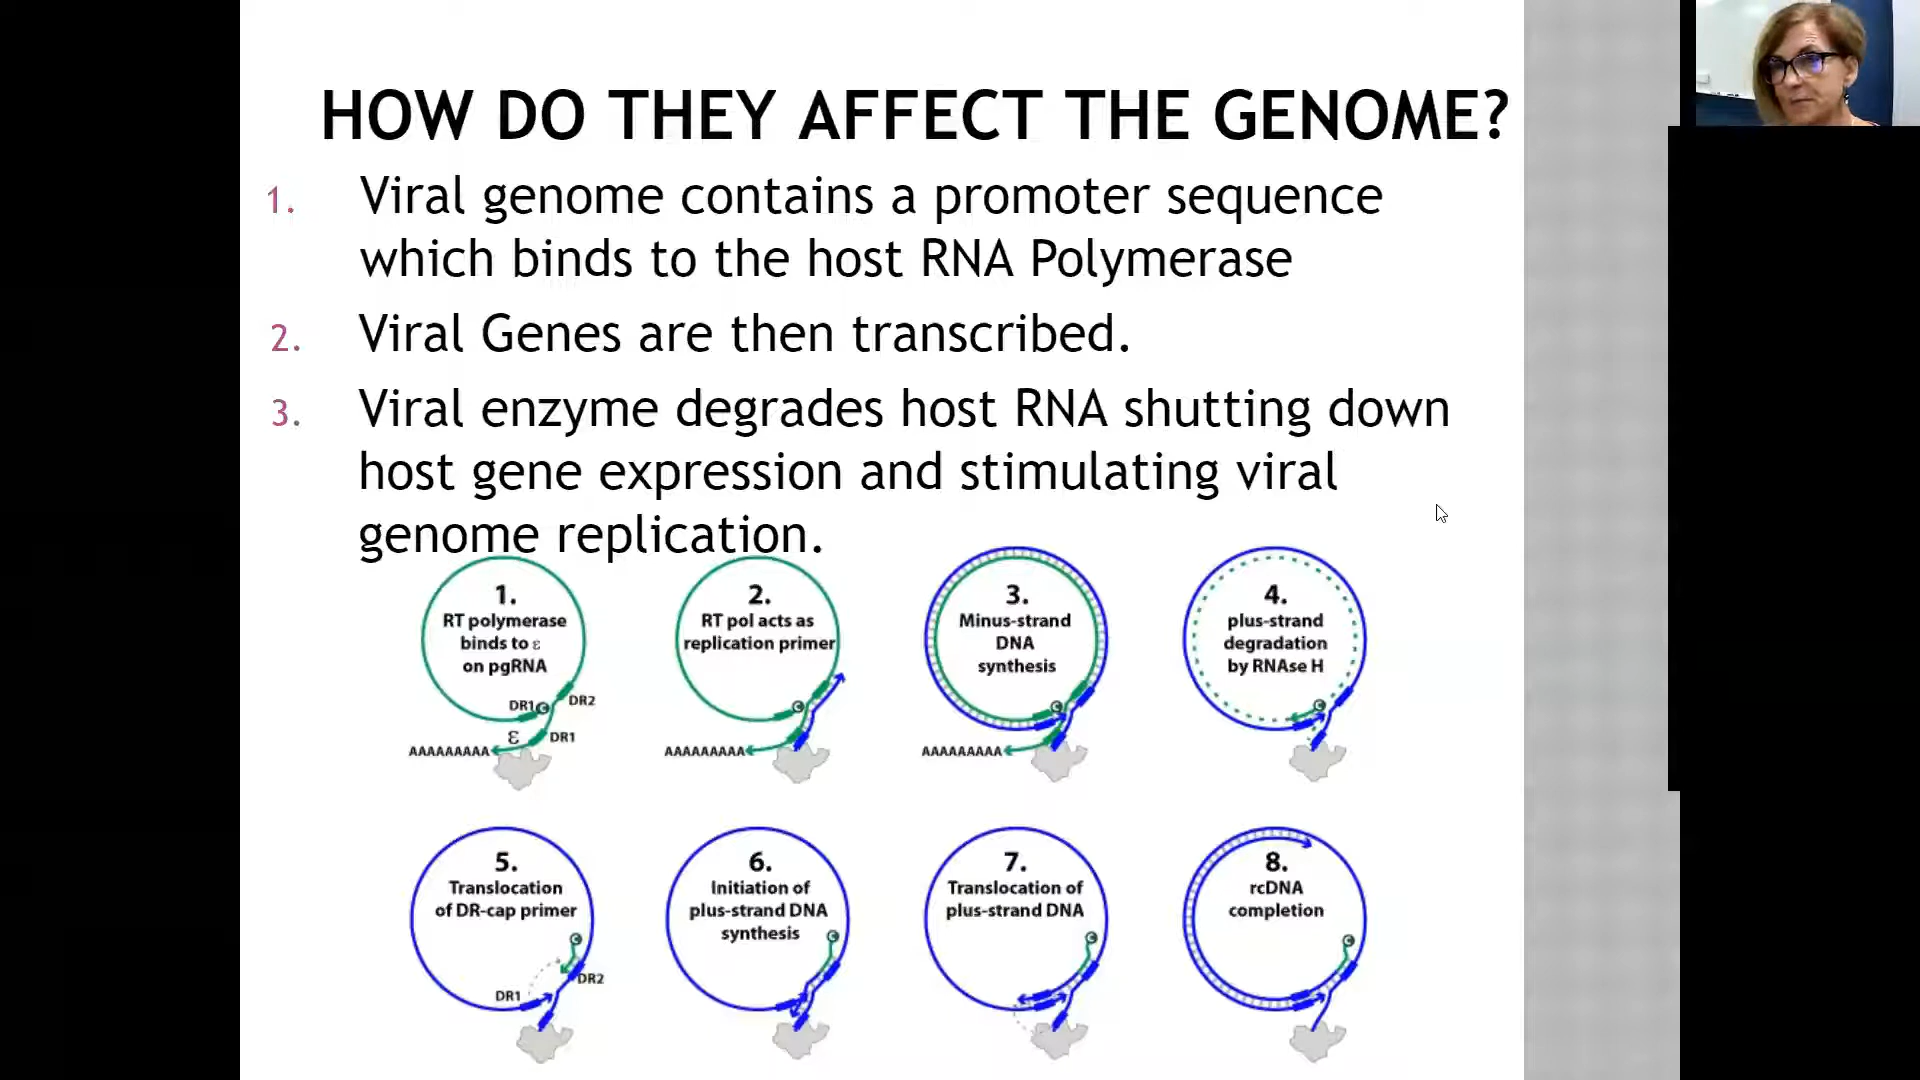 HOW DO THEY AFFECT THE GENOME?
1. Viral genome contains a promoter sequence
which binds to the host RNA Polymerase
2. Viral Genes are then transcribed.
3. Viral enzyme degrades host RNA shutting down
host gene expression and stimulating viral
genome replication.
1.
RT polymerase
binds to ε
on pgRNA
DR1
C
DR2
ε
DR1
AAAAAAAAA
2.
RT pol acts as
replication primer
C
AAAAAAAAA
3.
Minus-strand
DNA
synthesis
C
AAAAAAAAA
4.
plus-strand
degradation
by RNAse H
C
5.
Translocation
of DR-cap primer
C
DR2
DR1
6.
Initiation of
plus-strand DNA
synthesis
C
7.
Translocation of
plus-strand DNA
C
8.
rcDNA
completion
C